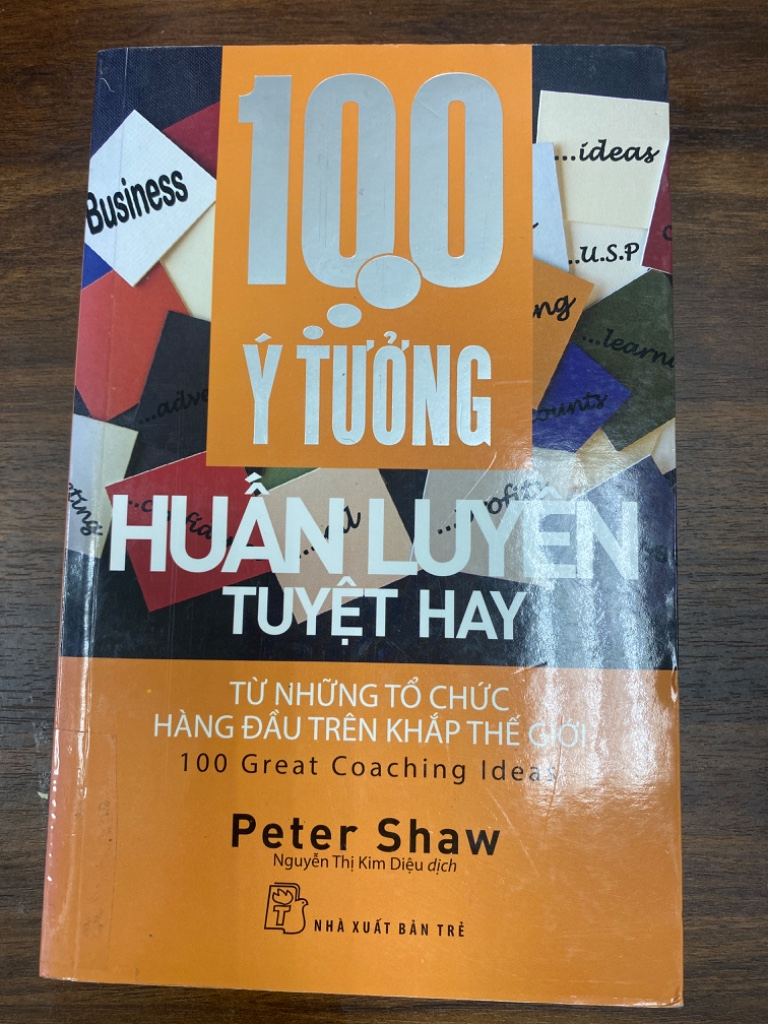 100
Business
...ideas
...U.S.P
Ý TƯỞNG
HUẤN LUYỆN
TUYỆT HAY
TỪ NHỮNG TỔ CHỨC
HÀNG ĐẦU TRÊN KHẮP THẾ GIỚI
100 Great Coaching Ideas
Peter Shaw
Nguyễn Thị Kim Diệu dịch
T
NHÀ XUẤT BẢN TRẺ